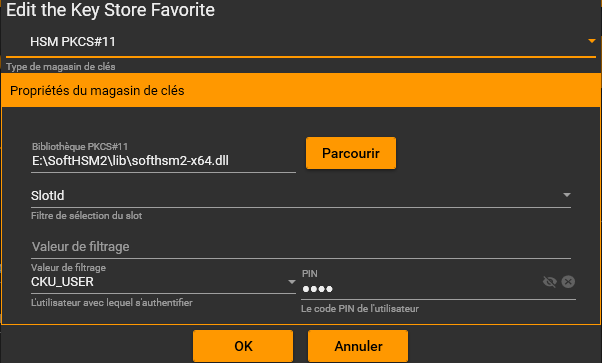 Edit the Key Store Favorite
HSM PKCS#11
Type de magasin de clés
Propriétés du magasin de clés
Bibliothèque PKCS#11
E:\SoftHSM2\lib\softhsm2-x64.dll
Parcourir
SlotId
Filtre de sélection du slot
Valeur de filtrage
Valeur de filtrage
CKU_USER
L'utilisateur avec lequel s'authentifier
PIN
●●●●
Le code PIN de l'utilisateur
OK
Annuler